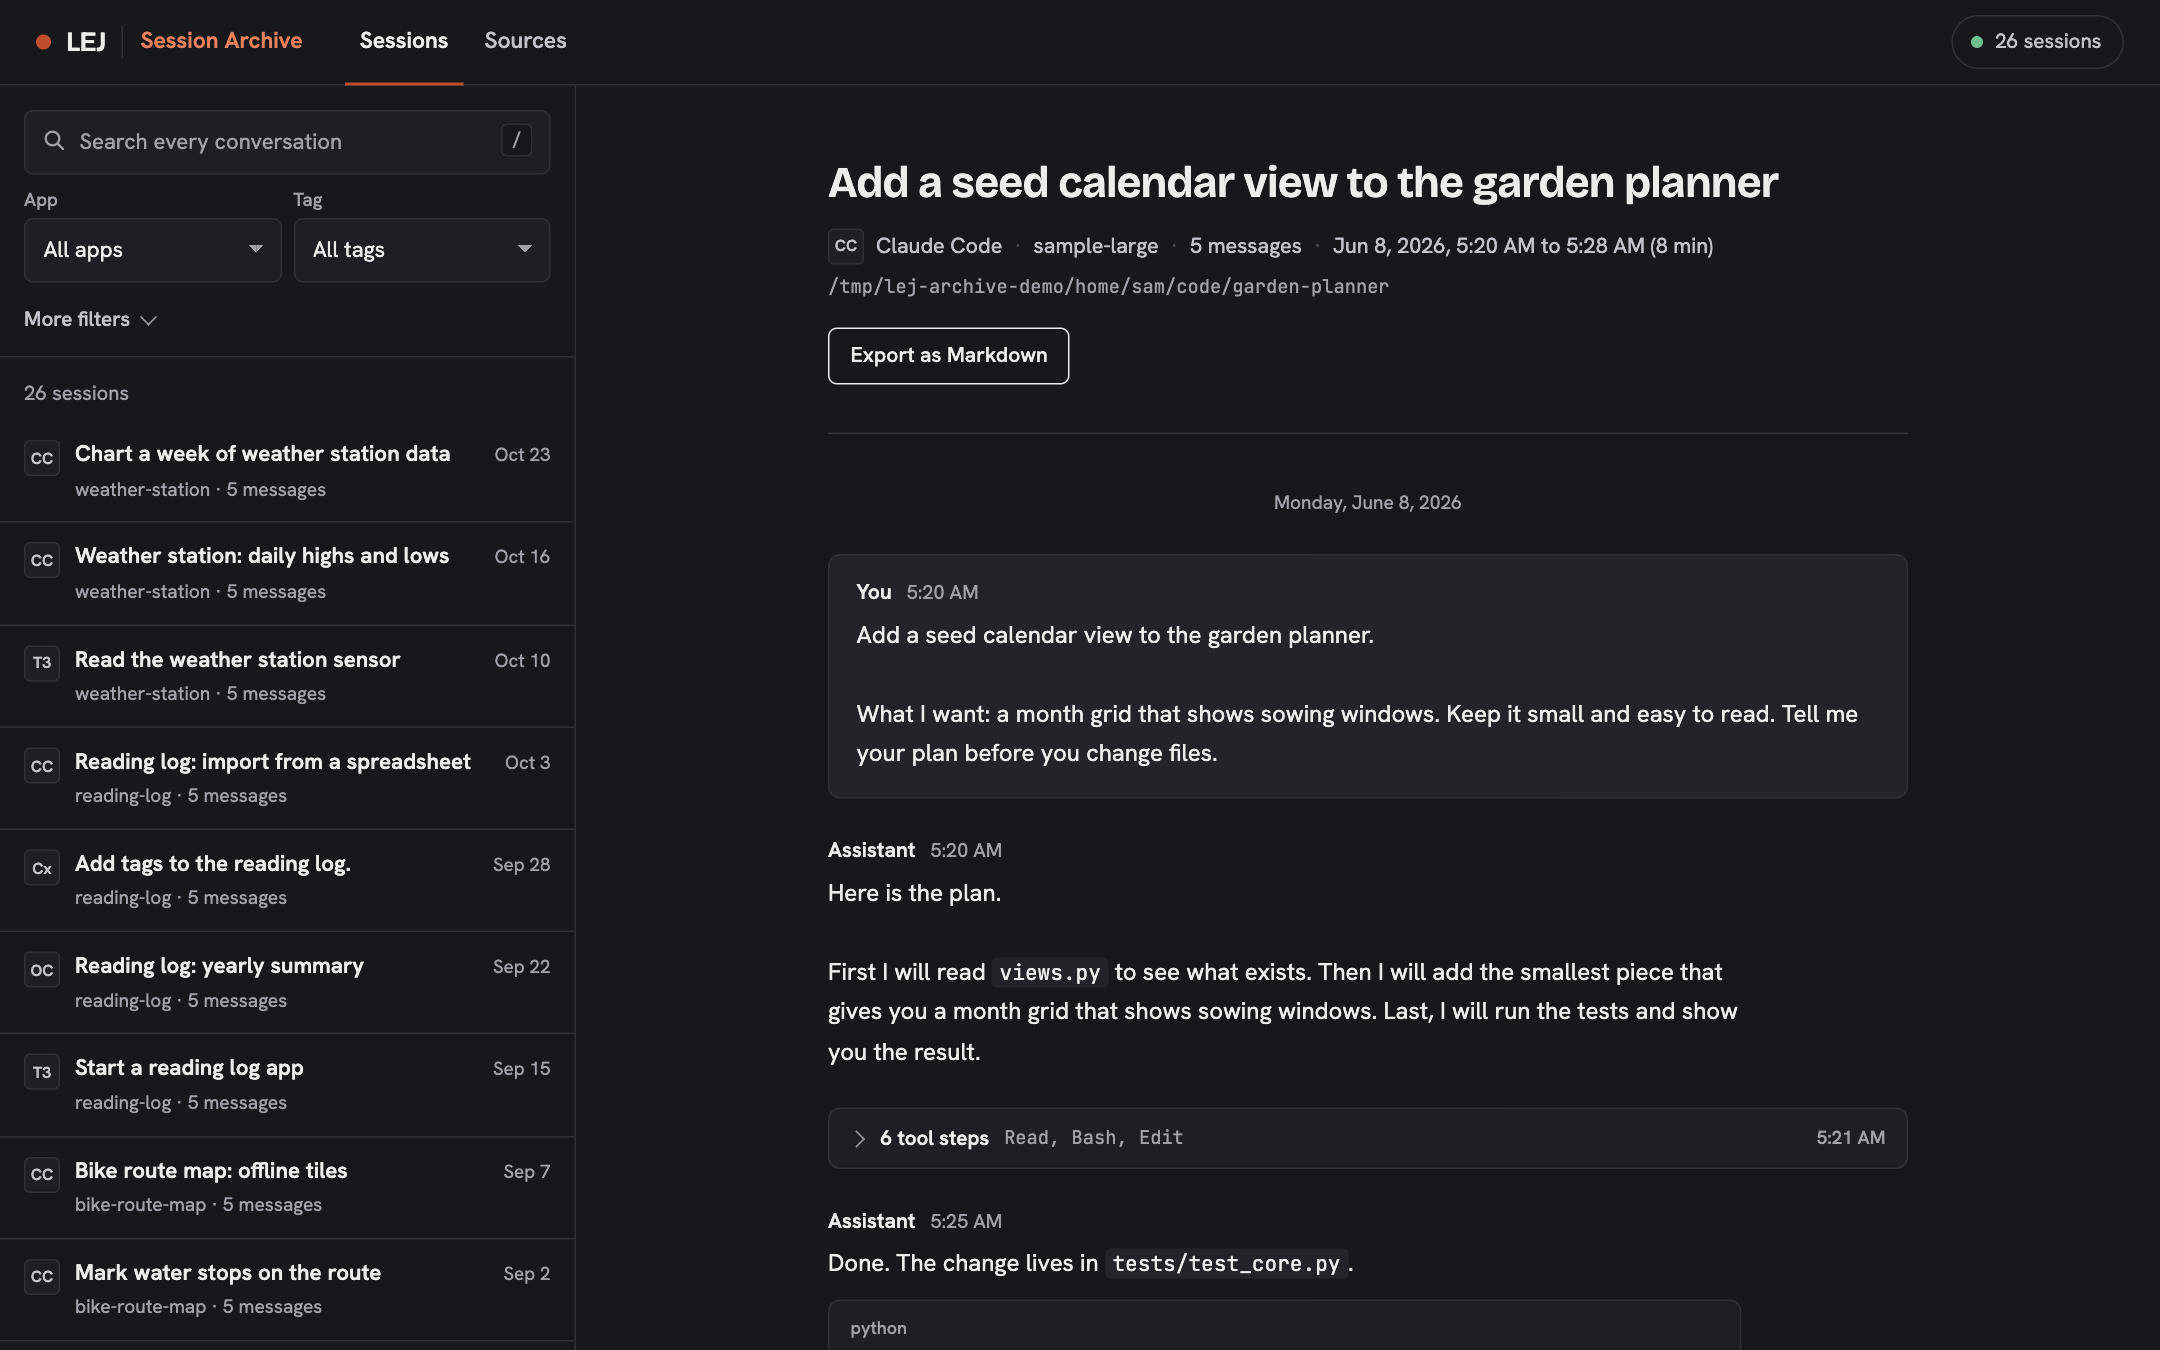 LEJ
Session Archive
Sessions
Sources
26 sessions
Search every conversation
/
App
Tag
All apps
All tags
More filters
26 sessions
CC
Chart a week of weather station data
Oct 23
weather-station · 5 messages
CC
Weather station: daily highs and lows
Oct 16
weather-station · 5 messages
T3
Read the weather station sensor
Oct 10
weather-station · 5 messages
CC
Reading log: import from a spreadsheet
Oct 3
reading-log · 5 messages
Cx
Add tags to the reading log.
Sep 28
reading-log · 5 messages
OC
Reading log: yearly summary
Sep 22
reading-log · 5 messages
T3
Start a reading log app
Sep 15
reading-log · 5 messages
CC
Bike route map: offline tiles
Sep 7
bike-route-map · 5 messages
CC
Mark water stops on the route
Sep 2
bike-route-map · 5 messages
Add a seed calendar view to the garden planner
CC Claude Code · sample-large · 5 messages · Jun 8, 2026, 5:20 AM to 5:28 AM (8 min)
/tmp/lej-archive-demo/home/sam/code/garden-planner
Export as Markdown
Monday, June 8, 2026
You 5:20 AM
Add a seed calendar view to the garden planner.
What I want: a month grid that shows sowing windows. Keep it small and easy to read. Tell me
your plan before you change files.
Assistant 5:20 AM
Here is the plan.
First I will read views.py to see what exists. Then I will add the smallest piece that
gives you a month grid that shows sowing windows. Last, I will run the tests and show
you the result.
6 tool steps Read, Bash, Edit 5:21 AM
Assistant 5:25 AM
Done. The change lives in tests/test_core.py.
python